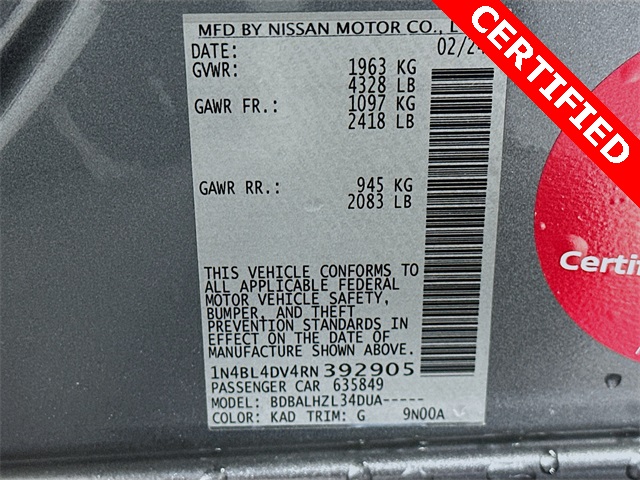 MFD BY NISSAN MOTOR CO., L
DATE: 02/24
GVWR: 1963 KG
4328 LB
GAWR FR.: 1097 KG
2418 LB
GAWR RR.: 945 KG
2083 LB
THIS VEHICLE CONFORMS TO
ALL APPLICABLE FEDERAL
MOTOR VEHICLE SAFETY,
BUMPER, AND THEFT
PREVENTION STANDARDS IN
EFFECT ON THE DATE OF
MANUFACTURE SHOWN ABOVE.
1N4BL4DV4RN392905
PASSENGER CAR 635849
MODEL: BDBALHZL34DUA-----
COLOR: KAD TRIM: G 9N00A
CERTIFIED
Certif